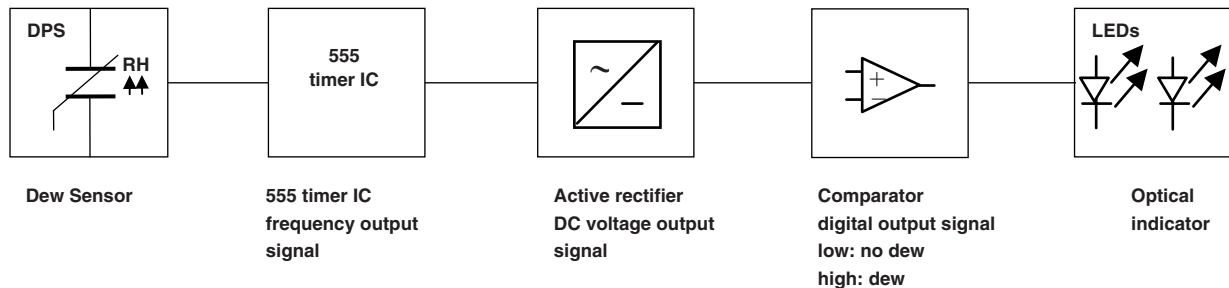 DPS
RH
555
timer IC
~
–
+
–
LEDs
Dew Sensor
555 timer IC
frequency output
signal
Active rectifier
DC voltage output
signal
Comparator
digital output signal
low: no dew
high: dew
Optical
indicator